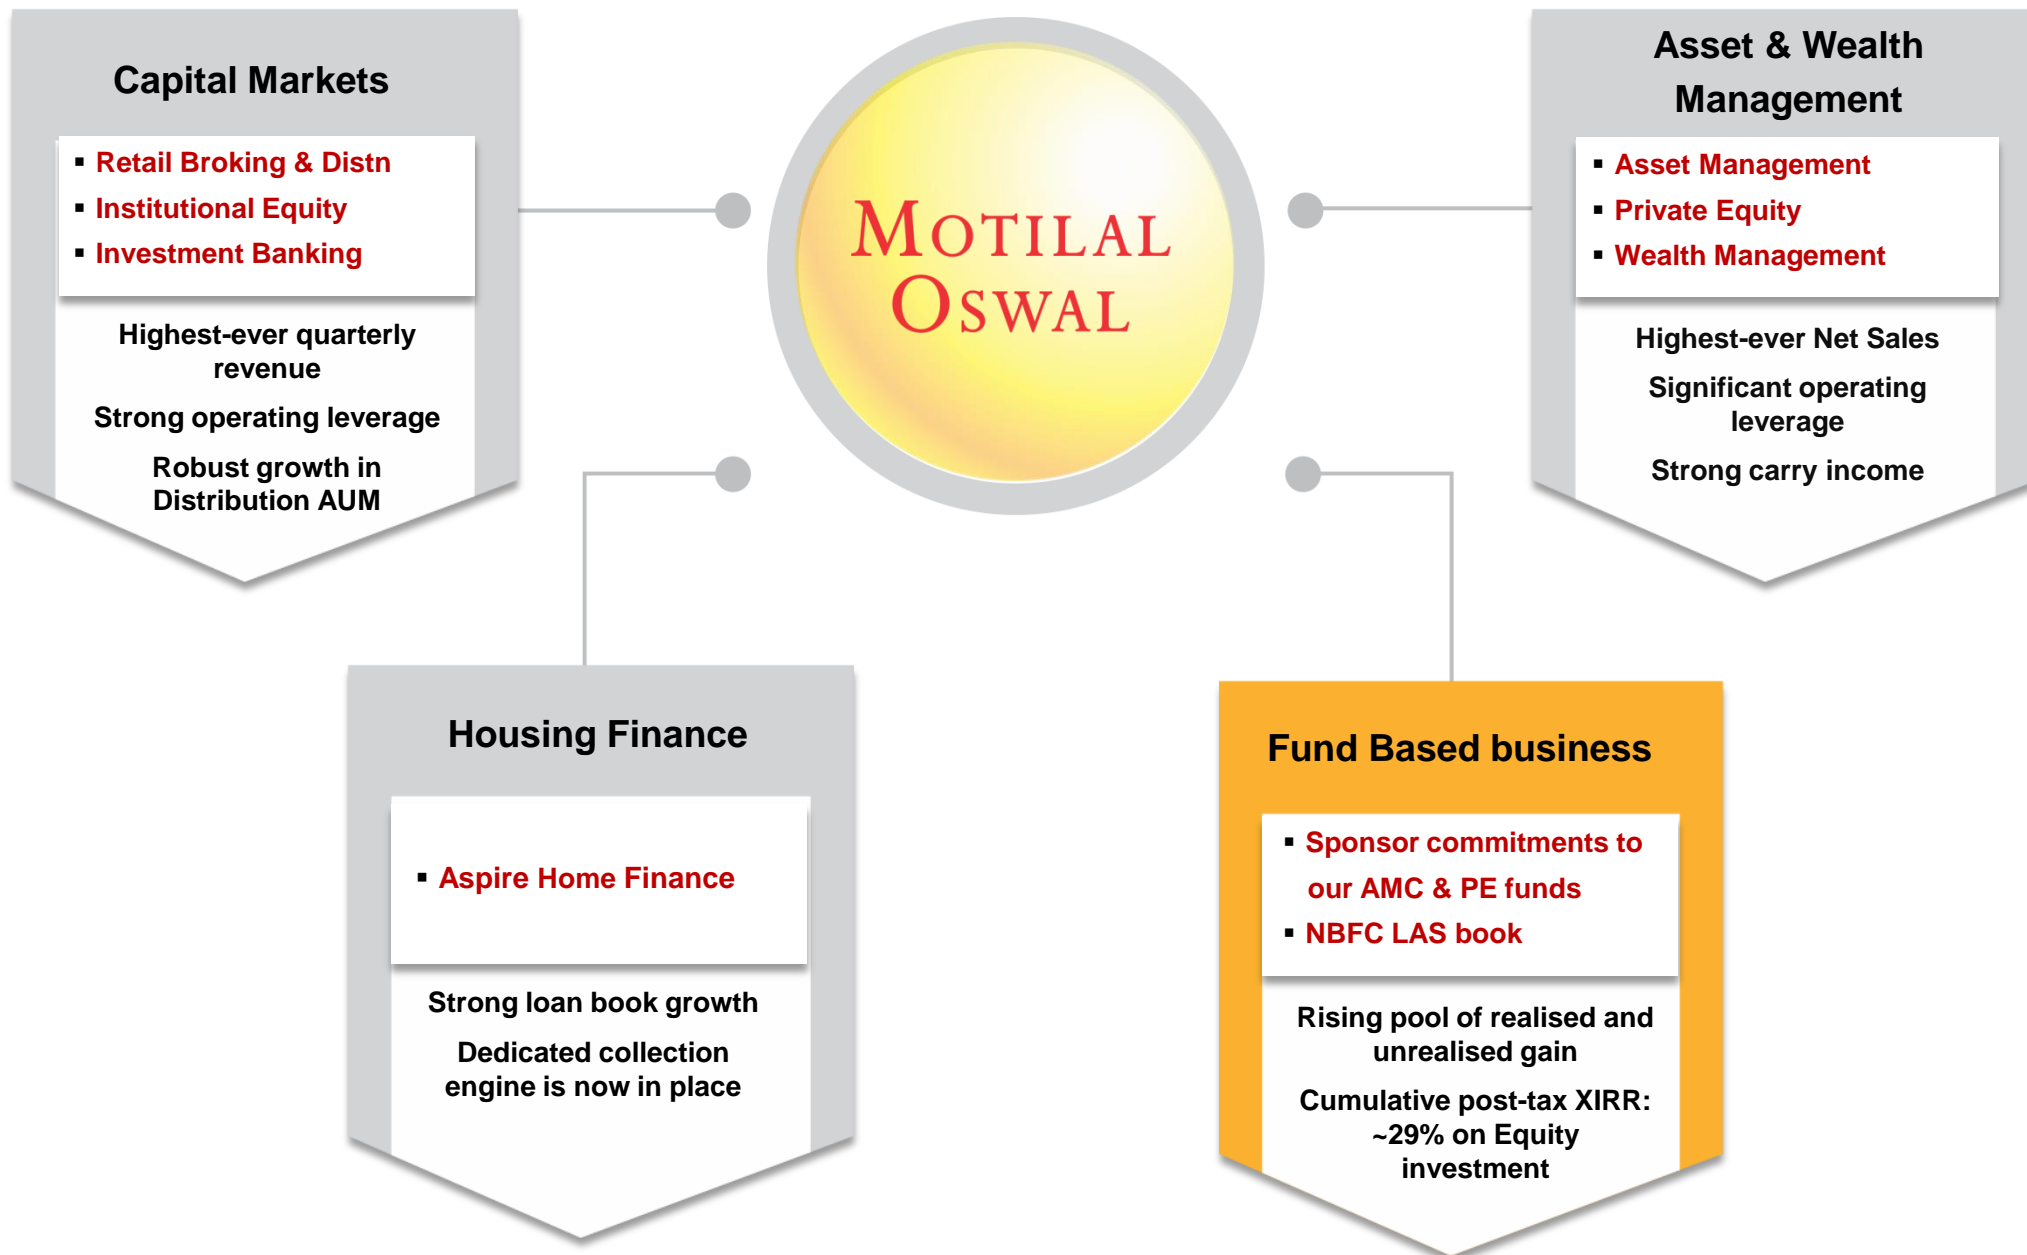 Capital Markets
▪ Retail Broking & Distn
▪ Institutional Equity
▪ Investment Banking
Highest-ever quarterly
revenue
Strong operating leverage
Robust growth in
Distribution AUM
MOTILAL
OSWAL
Asset & Wealth
Management
▪ Asset Management
▪ Private Equity
▪ Wealth Management
Highest-ever Net Sales
Significant operating
leverage
Strong carry income
Housing Finance
▪ Aspire Home Finance
Strong loan book growth
Dedicated collection
engine is now in place
Fund Based business
▪ Sponsor commitments to
our AMC & PE funds
▪ NBFC LAS book
Rising pool of realised and
unrealised gain
Cumulative post-tax XIRR:
~29% on Equity
investment